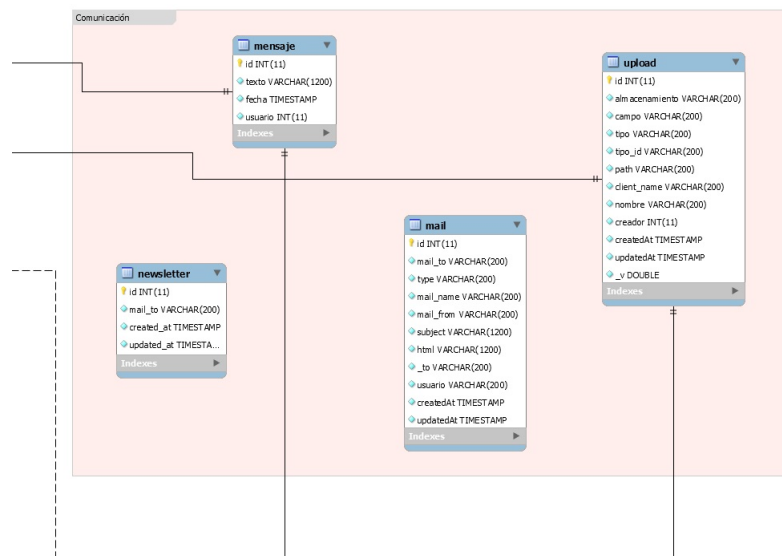 Comunicación
mensaje
id INT(11)
texto VARCHAR(1200)
fecha TIMESTAMP
usuario INT(11)
Indexes
upload
id INT(11)
almacenamiento VARCHAR(200)
campo VARCHAR(200)
tipo VARCHAR(200)
tipo_id VARCHAR(200)
path VARCHAR(200)
client_name VARCHAR(200)
nombre VARCHAR(200)
creador INT(11)
createdAt TIMESTAMP
updatedAt TIMESTAMP
_v DOUBLE
Indexes
mail
id INT(11)
mail_to VARCHAR(200)
type VARCHAR(200)
mail_name VARCHAR(200)
mail_from VARCHAR(200)
subject VARCHAR(1200)
html VARCHAR(1200)
_to VARCHAR(200)
usuario VARCHAR(200)
createdAt TIMESTAMP
updatedAt TIMESTAMP
Indexes
newsletter
id INT(11)
mail_to VARCHAR(200)
created_at TIMESTAMP
updated_at TIMESTA...
Indexes